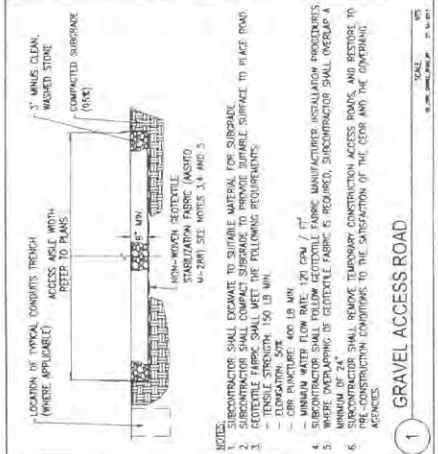 LOCATION OF TYPICAL CONDUITS TRENCH
(WHERE APPLICABLE)
ACCESS AISLE WIDTH
REFER TO PLANS
3" MINUS CLEAN,
WASHED STONE
COMPACTED SUBGRADE
(95%)
MIN.
NON-WOVEN GEOTEXTILE
STABILIZATION FABRIC (AASHTO
M-288) SEE NOTES 3,4 AND 5
NOTES:
1. SUBCONTRACTOR SHALL EXCAVATE TO SUITABLE MATERIAL FOR SUBGRADE.
2. SUBCONTRACTOR SHALL COMPACT SUBGRADE TO PROVIDE SUITABLE SURFACE TO PLACE ROAD.
3. GEOTEXTILE FABRIC SHALL MEET THE FOLLOWING REQUIREMENTS:
- TENSILE STRENGTH: 150 LB MIN.
- ELONGATION: 50%
- CBR PUNCTURE: 400 LB MIN
- MINIMUM WATER FLOW RATE: 120 GPM / FT²
4. SUBCONTRACTOR SHALL FOLLOW GEOTEXTILE FABRIC MANUFACTURER INSTALLATION PROCEDURES.
5. WHERE OVERLAPPING OF GEOTEXTILE FABRIC IS REQUIRED, SUBCONTRACTOR SHALL OVERLAP A
MINIMUM OF 24"
6. SUBCONTRACTOR SHALL REMOVE TEMPORARY CONSTRUCTION ACCESS ROADS, AND RESTORE TO
PRE-CONSTRUCTION CONDITIONS TO THE SATISFACTION OF THE CEOR AND THE GOVERNING
AGENCIES.
1 GRAVEL ACCESS ROAD
SCALE: NTS